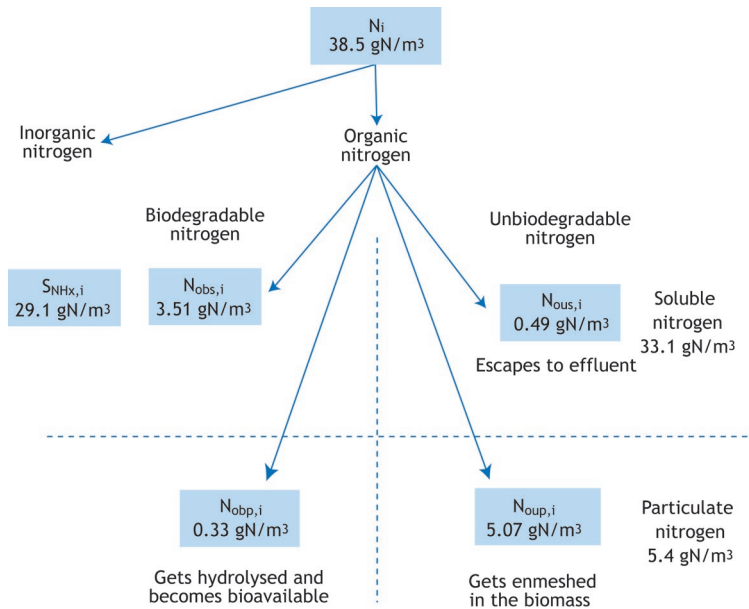 Ni
38.5 gN/m³
Inorganic
nitrogen
Organic
nitrogen
Biodegradable
nitrogen
Unbiodegradable
nitrogen
SNHx,i
29.1 gN/m³
Nobs,i
3.51 gN/m³
Nous,i
0.49 gN/m³
Soluble
nitrogen
33.1 gN/m³
Escapes to effluent
Nobp,i
0.33 gN/m³
Noup,i
5.07 gN/m³
Particulate
nitrogen
5.4 gN/m³
Gets hydrolysed and
becomes bioavailable
Gets enmeshed
in the biomass